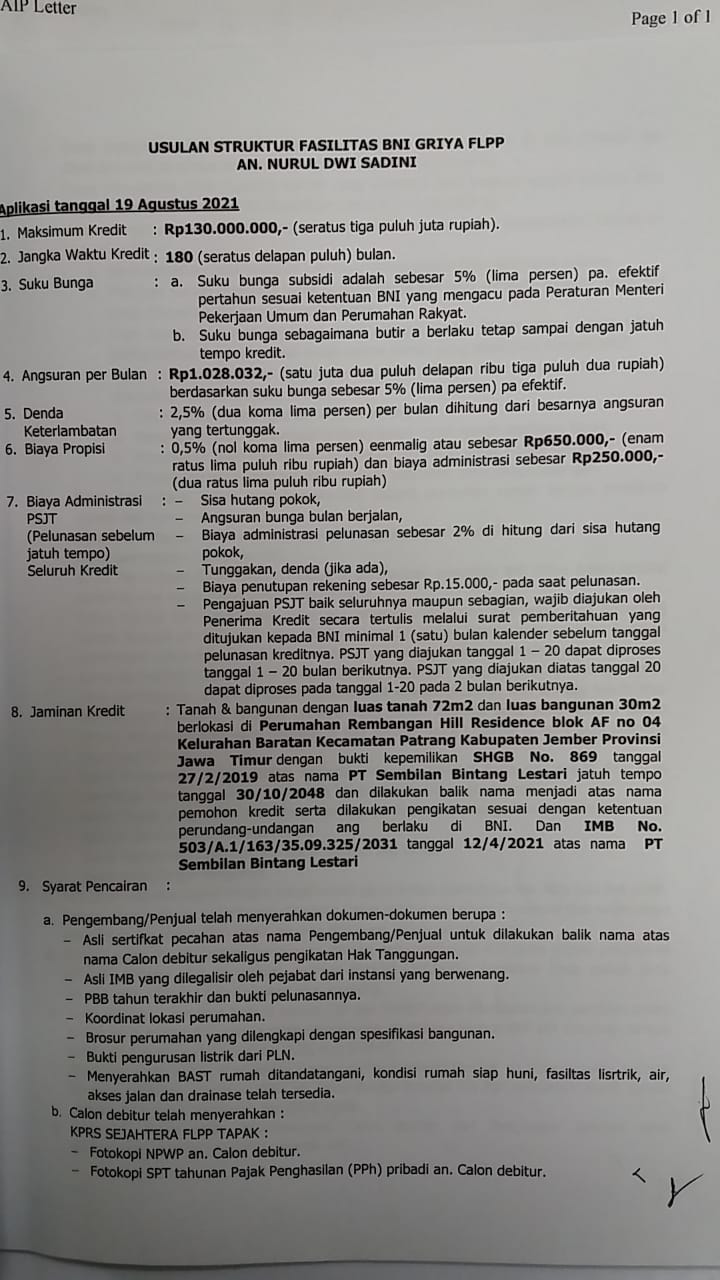 AIP Letter
Page 1 of 1
USULAN STRUKTUR FASILITAS BNI GRIYA FLPP
AN. NURUL DWI SADINI
Aplikasi tanggal 19 Agustus 2021
1. Maksimum Kredit : Rp130.000.000,- (seratus tiga puluh juta rupiah).
2. Jangka Waktu Kredit : 180 (seratus delapan puluh) bulan.
3. Suku Bunga : a. Suku bunga subsidi adalah sebesar 5% (lima persen) pa. efektif
pertahun sesuai ketentuan BNI yang mengacu pada Peraturan Menteri
Pekerjaan Umum dan Perumahan Rakyat.
b. Suku bunga sebagaimana butir a berlaku tetap sampai dengan jatuh
tempo kredit.
4. Angsuran per Bulan : Rp1.028.032,- (satu juta dua puluh delapan ribu tiga puluh dua rupiah)
berdasarkan suku bunga sebesar 5% (lima persen) pa efektif.
5. Denda : 2,5% (dua koma lima persen) per bulan dihitung dari besarnya angsuran
Keterlambatan yang tertunggak.
6. Biaya Propisi : 0,5% (nol koma lima persen) eenmalig atau sebesar Rp650.000,- (enam
ratus lima puluh ribu rupiah) dan biaya administrasi sebesar Rp250.000,-
(dua ratus lima puluh ribu rupiah)
7. Biaya Administrasi : – Sisa hutang pokok,
PSJT – Angsuran bunga bulan berjalan,
(Pelunasan sebelum – Biaya administrasi pelunasan sebesar 2% di hitung dari sisa hutang
jatuh tempo) pokok,
Seluruh Kredit – Tunggakan, denda (jika ada),
– Biaya penutupan rekening sebesar Rp.15.000,- pada saat pelunasan.
– Pengajuan PSJT baik seluruhnya maupun sebagian, wajib diajukan oleh
Penerima Kredit secara tertulis melalui surat pemberitahuan yang
ditujukan kepada BNI minimal 1 (satu) bulan kalender sebelum tanggal
pelunasan kreditnya. PSJT yang diajukan tanggal 1 – 20 dapat diproses
tanggal 1 – 20 bulan berikutnya. PSJT yang diajukan diatas tanggal 20
dapat diproses pada tanggal 1-20 pada 2 bulan berikutnya.
8. Jaminan Kredit : Tanah & bangunan dengan luas tanah 72m2 dan luas bangunan 30m2
berlokasi di Perumahan Rembangan Hill Residence blok AF no 04
Kelurahan Baratan Kecamatan Patrang Kabupaten Jember Provinsi
Jawa Timur dengan bukti kepemilikan SHGB No. 869 tanggal
27/2/2019 atas nama PT Sembilan Bintang Lestari jatuh tempo
tanggal 30/10/2048 dan dilakukan balik nama menjadi atas nama
pemohon kredit serta dilakukan pengikatan sesuai dengan ketentuan
perundang-undangan ang berlaku di BNI. Dan IMB No.
503/A.1/163/35.09.325/2031 tanggal 12/4/2021 atas nama PT
Sembilan Bintang Lestari
9. Syarat Pencairan :
a. Pengembang/Penjual telah menyerahkan dokumen-dokumen berupa :
– Asli sertifkat pecahan atas nama Pengembang/Penjual untuk dilakukan balik nama atas
nama Calon debitur sekaligus pengikatan Hak Tanggungan.
– Asli IMB yang dilegalisir oleh pejabat dari instansi yang berwenang.
– PBB tahun terakhir dan bukti pelunasannya.
– Koordinat lokasi perumahan.
– Brosur perumahan yang dilengkapi dengan spesifikasi bangunan.
– Bukti pengurusan listrik dari PLN.
– Menyerahkan BAST rumah ditandatangani, kondisi rumah siap huni, fasiltas lisrtrik, air,
akses jalan dan drainase telah tersedia.
b. Calon debitur telah menyerahkan :
KPRS SEJAHTERA FLPP TAPAK :
– Fotokopi NPWP an. Calon debitur.
– Fotokopi SPT tahunan Pajak Penghasilan (PPh) pribadi an. Calon debitur.